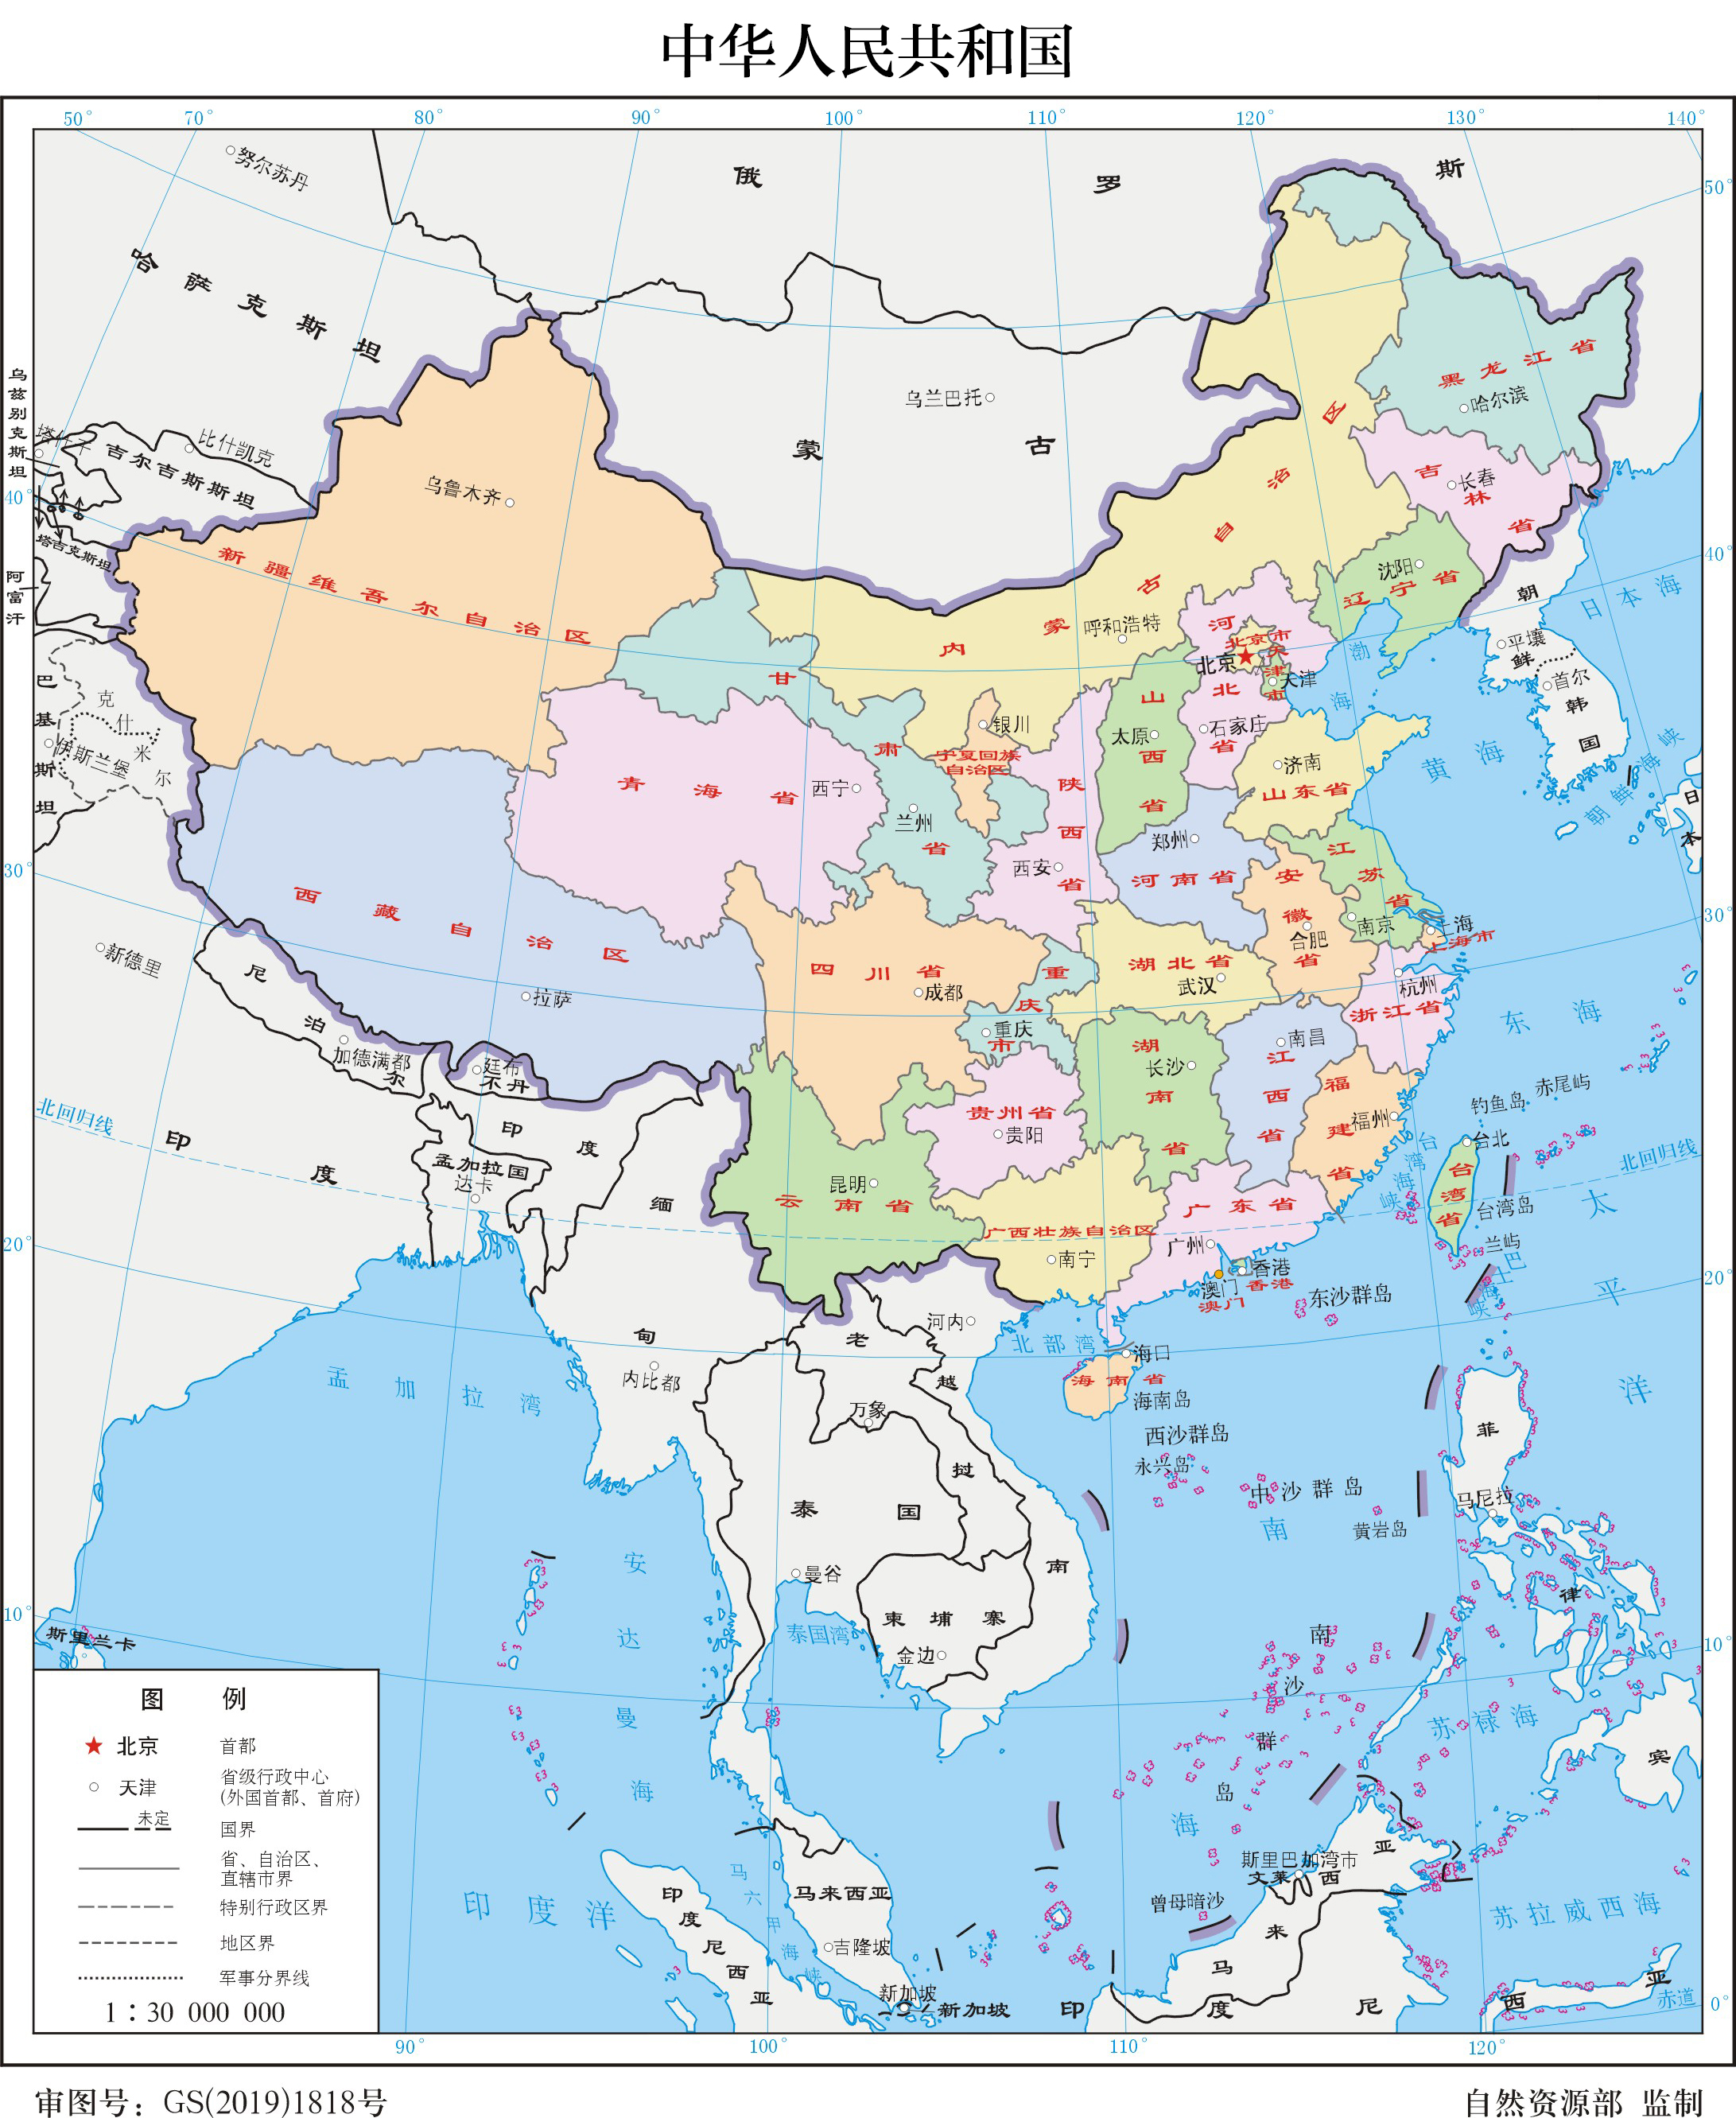 中华人民共和国
50° 70° 80° 90° 100° 110° 120° 130° 140°
努尔苏丹
俄罗斯
50°
哈萨克斯坦
黑龙江省
哈尔滨
乌兹别克斯坦
乌兰巴托
蒙古
塔什干
比什凯克
吉尔吉斯斯坦
吉林省
长春
40°
乌鲁木齐
内蒙古自治区
塔吉克斯坦
新疆维吾尔自治区
沈阳
辽宁省
40°
阿富汗
朝鲜
日本海
呼和浩特
河北省
北京市
北京
天津市
天津
渤海
平壤
首尔
韩国
巴基斯坦
克什米尔
伊斯兰堡
甘肃省
银川
宁夏回族
自治区
山西省
太原
石家庄
济南
山东省
黄海
朝鲜海峡
日本
青海省
西宁
兰州
陕西省
西安
郑州
河南省
安徽省
合肥
江苏省
南京
上海
上海市
30°
30°
西藏自治区
拉萨
新德里
尼泊尔
加德满都
廷布
不丹
四川省
成都
重庆市
重庆
湖北省
武汉
杭州
浙江省
东海
湖南省
长沙
南昌
江西省
福建省
福州
钓鱼岛
赤尾屿
台北
台湾省
台湾岛
台湾海峡
兰屿
巴士海峡
北回归线
北回归线
贵州省
贵阳
印度
印度
孟加拉国
达卡
缅甸
昆明
云南省
广西壮族自治区
南宁
广东省
广州
香港
香港
澳门
澳门
东沙群岛
太平洋
20°
20°
河内
老挝
北部湾
海口
海南省
海南岛
孟加拉湾
内比都
越南
万象
西沙群岛
永兴岛
中沙群岛
黄岩岛
南海
菲律宾
马尼拉
泰国
曼谷
柬埔寨
金边
泰国湾
安达曼海
10°
10°
斯里兰卡
南沙群岛
苏禄海
图例
北京 首都
天津 省级行政中心
(外国首都、首府)
未定
国界
省、自治区、
直辖市界
特别行政区界
地区界
军事分界线
1∶30 000 000
斯里巴加湾市
文莱
曾母暗沙
马来西亚
马来西亚
马六甲海峡
吉隆坡
印度洋
印度尼西亚
新加坡
新加坡
印度尼西亚
苏拉威西海
赤道
0°
90° 100° 110° 120°
审图号：GS(2019)1818号
自然资源部 监制